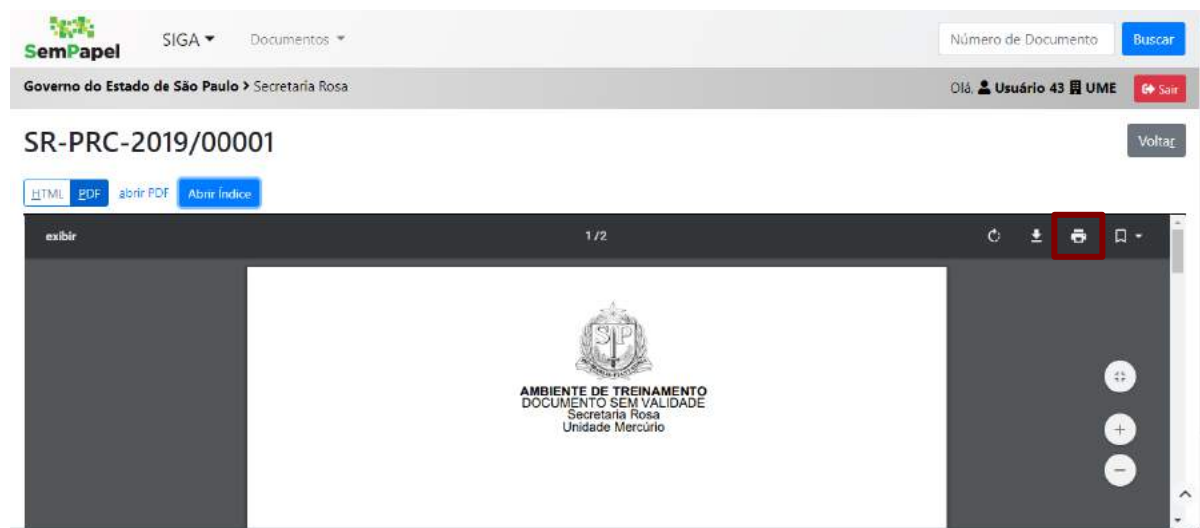 SemPapel
SIGA
Documentos
Número de Documento
Buscar
Governo do Estado de São Paulo > Secretaria Rosa
Olá, Usuário 43 UME
Sair
SR-PRC-2019/00001
Voltar
HTML
PDF
abrir PDF
Abrir Índice
exibir
1 / 2
SP
AMBIENTE DE TREINAMENTO
DOCUMENTO SEM VALIDADE
Secretaria Rosa
Unidade Mercúrio